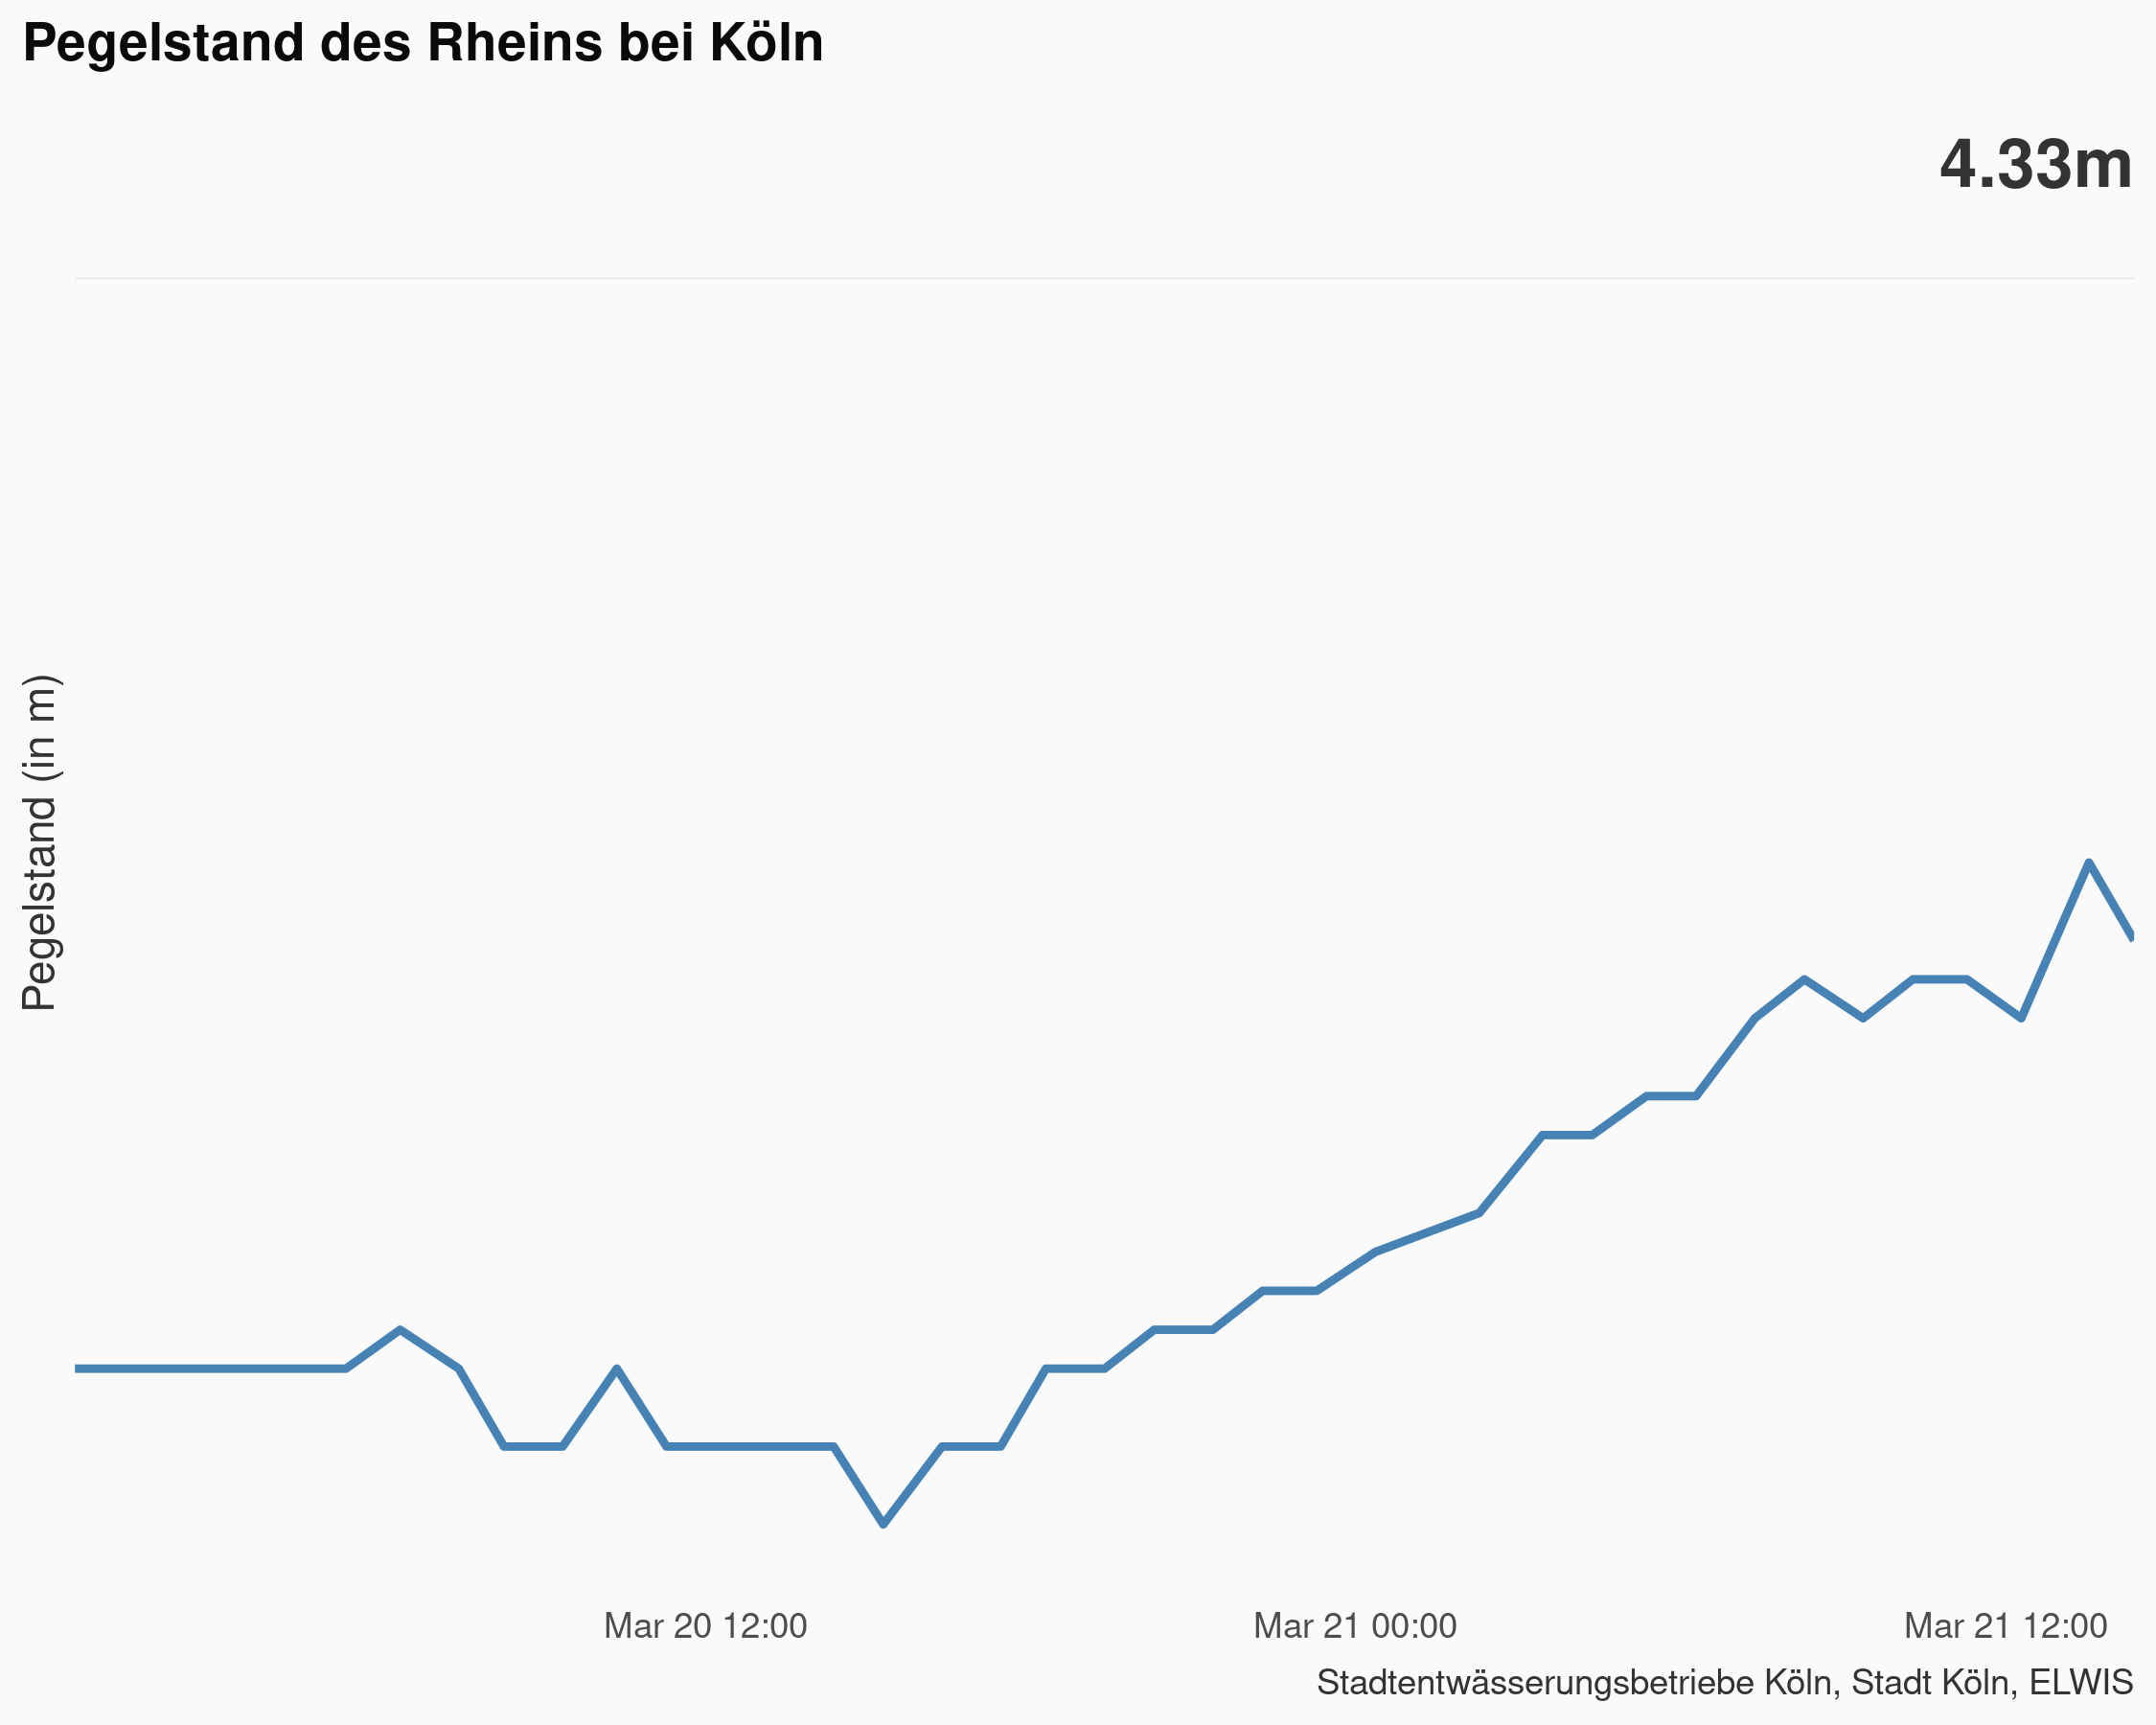 Pegelstand des Rheins bei Köln
4.33m
Pegelstand (in m)
Mar 20 12:00
Mar 21 00:00
Mar 21 12:00
Stadtentwässerungsbetriebe Köln, Stadt Köln, ELWIS